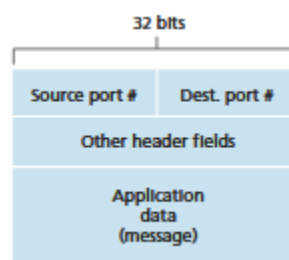 32 bits
Source port #
Dest. port #
Other header fields
Application
data
(message)